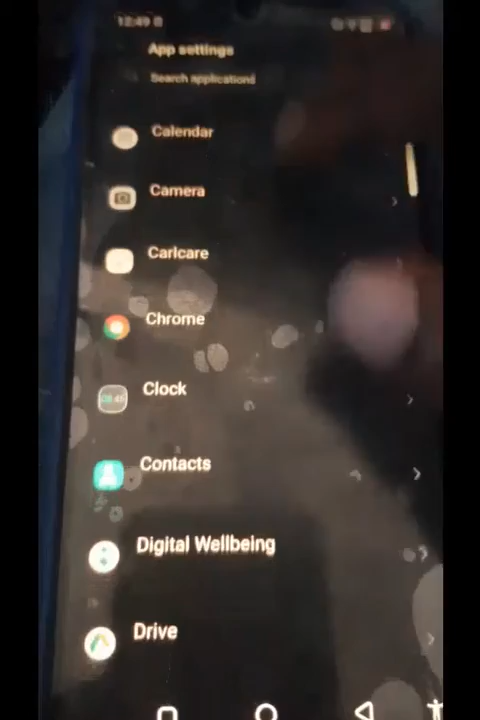 12:49
App settings
Search applications
Calendar
Camera
Carlcare
Chrome
Clock
Contacts
Digital Wellbeing
Drive